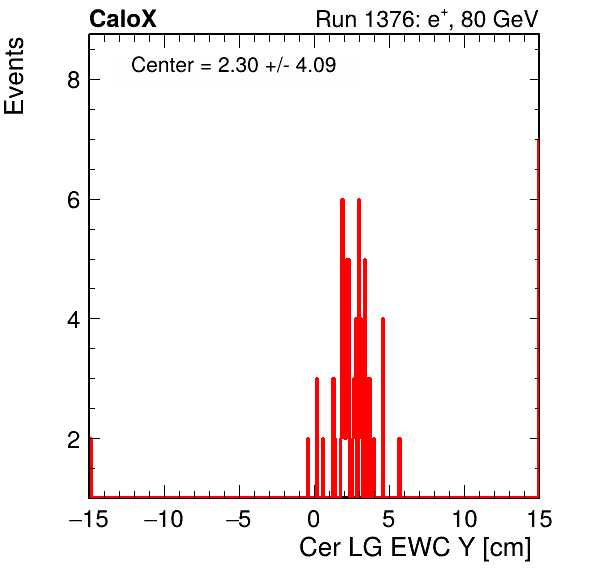 CaloX Run 1376: e⁺, 80 GeV
Center = 2.30 +/- 4.09
Events
8
6
4
2
−15 −10 −5 0 5 10 15
Cer LG EWC Y [cm]